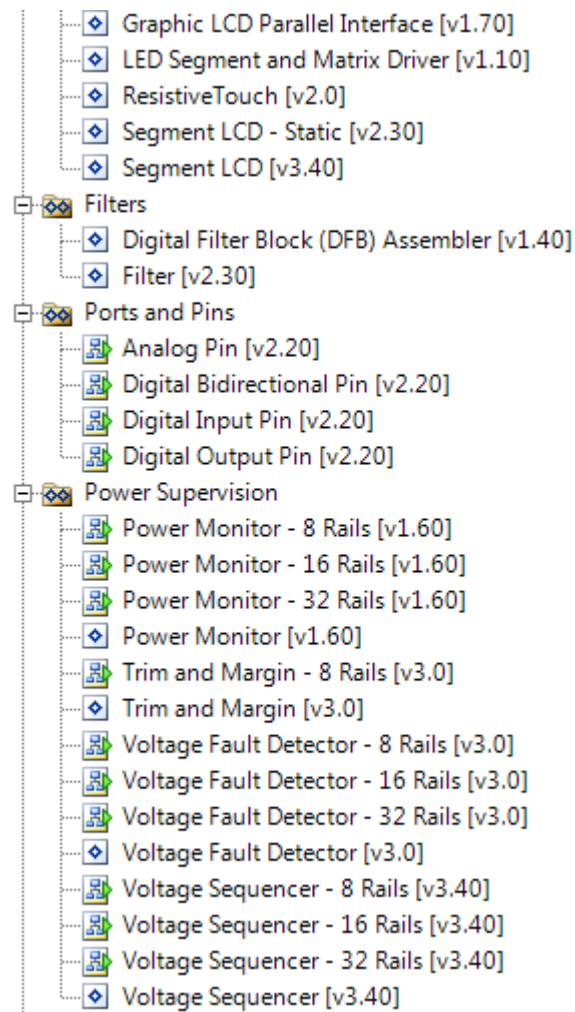 Graphic LCD Parallel Interface [v1.70]
LED Segment and Matrix Driver [v1.10]
ResistiveTouch [v2.0]
Segment LCD - Static [v2.30]
Segment LCD [v3.40]
Filters
Digital Filter Block (DFB) Assembler [v1.40]
Filter [v2.30]
Ports and Pins
Analog Pin [v2.20]
Digital Bidirectional Pin [v2.20]
Digital Input Pin [v2.20]
Digital Output Pin [v2.20]
Power Supervision
Power Monitor - 8 Rails [v1.60]
Power Monitor - 16 Rails [v1.60]
Power Monitor - 32 Rails [v1.60]
Power Monitor [v1.60]
Trim and Margin - 8 Rails [v3.0]
Trim and Margin [v3.0]
Voltage Fault Detector - 8 Rails [v3.0]
Voltage Fault Detector - 16 Rails [v3.0]
Voltage Fault Detector - 32 Rails [v3.0]
Voltage Fault Detector [v3.0]
Voltage Sequencer - 8 Rails [v3.40]
Voltage Sequencer - 16 Rails [v3.40]
Voltage Sequencer - 32 Rails [v3.40]
Voltage Sequencer [v3.40]